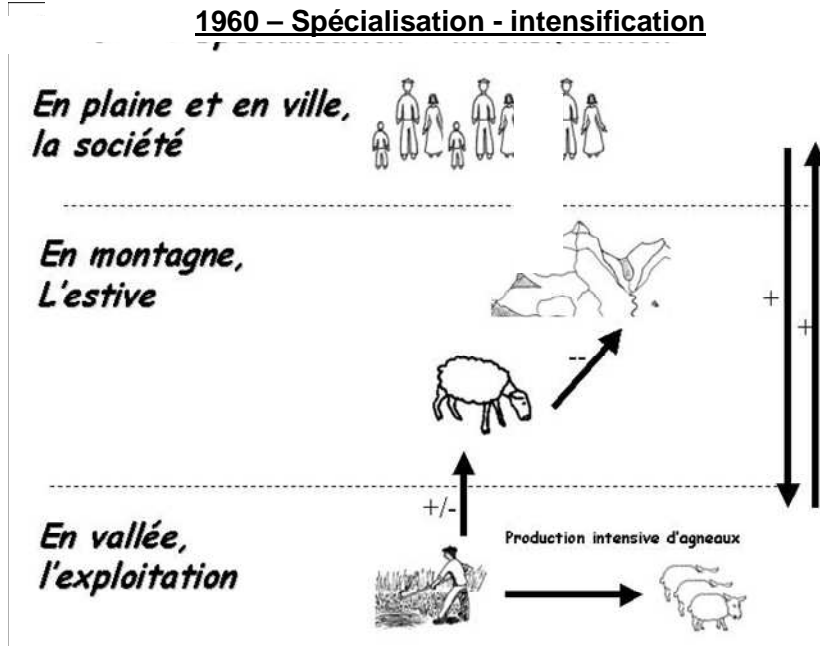 1960 – Spécialisation - intensification
En plaine et en ville,
la société
En montagne,
L'estive
+
+
--
+/-
En vallée,
l'exploitation
Production intensive d'agneaux